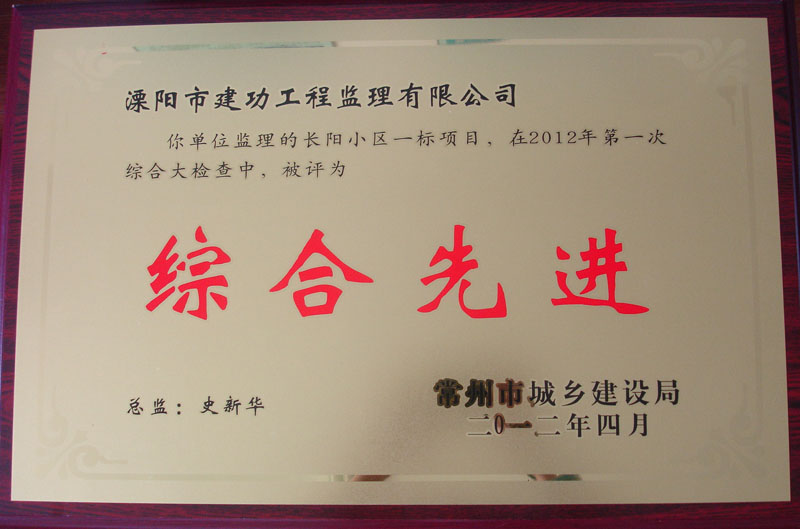 溧阳市建功工程监理有限公司
你单位监理的长阳小区一标项目，在2012年第一次
综合大检查中，被评为
综合先进
总监：史新华
常州市城乡建设局
二0一二年四月